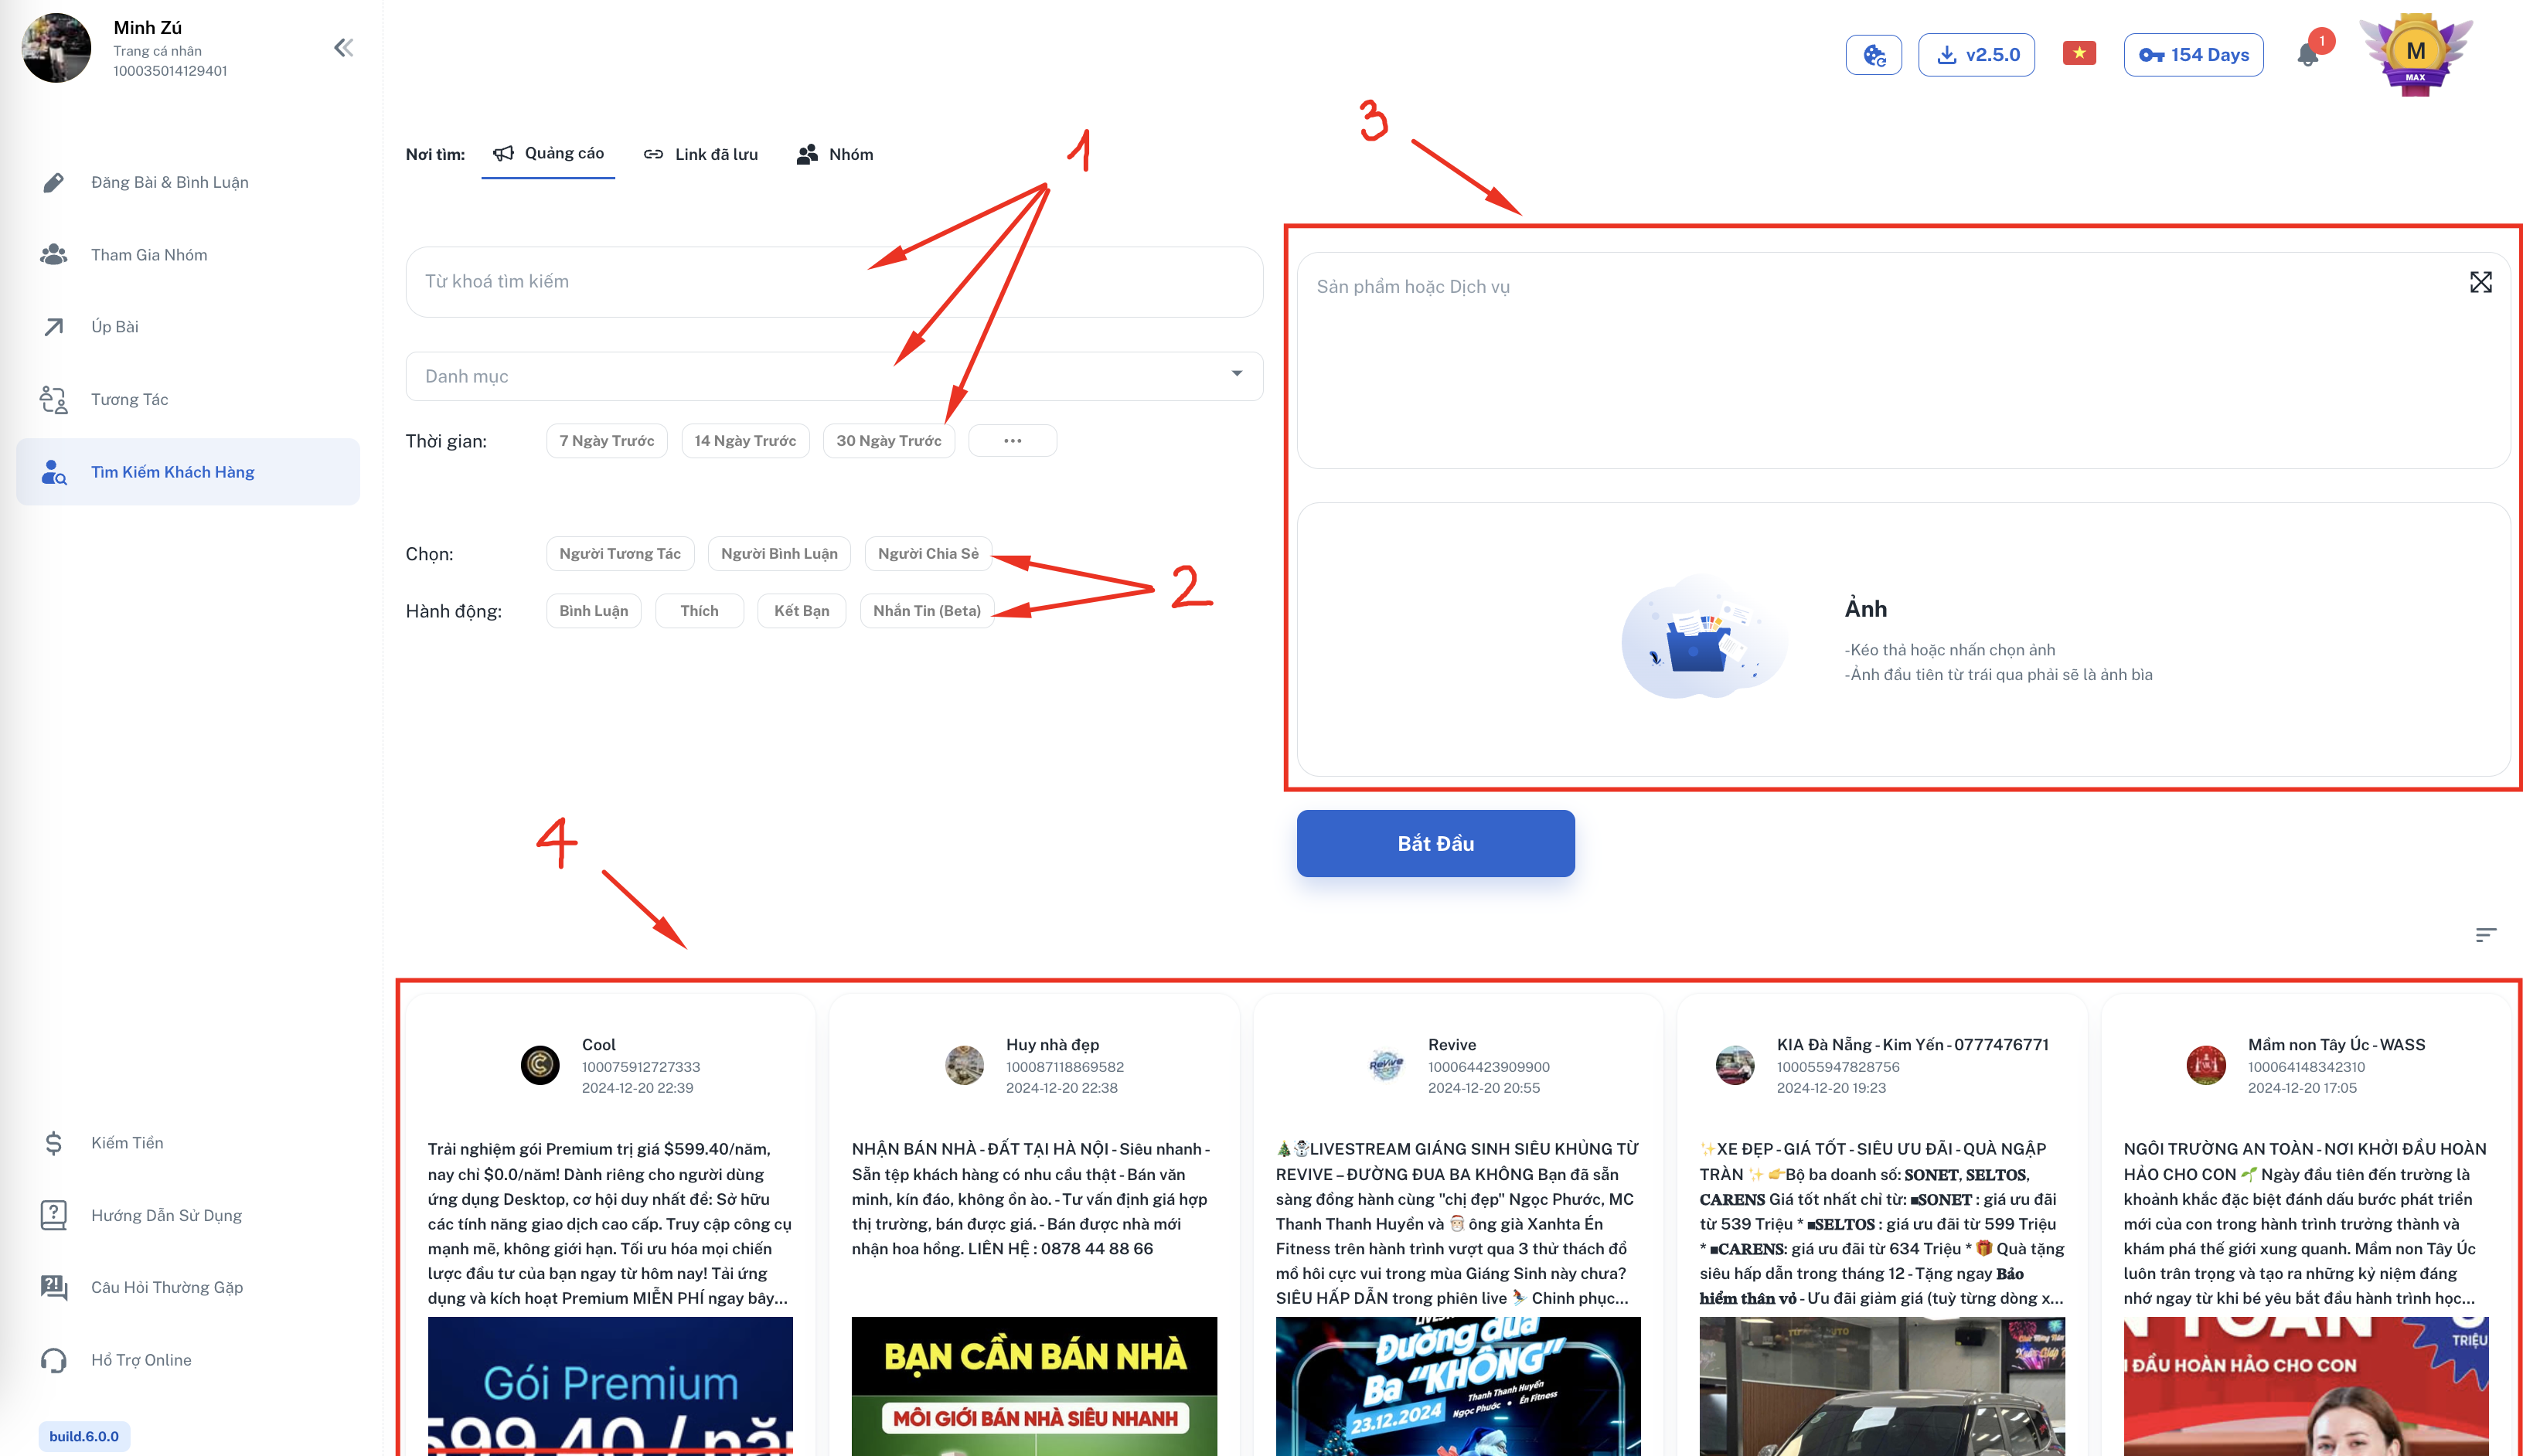 Minh Zú
Trang cá nhân
100035014129401
v2.5.0
154 Days
1
M
MAX
Đăng Bài & Bình Luận
Tham Gia Nhóm
Úp Bài
Tương Tác
Tìm Kiếm Khách Hàng
Nơi tìm:
Quảng cáo
Link đã lưu
Nhóm
1
3
Từ khoá tìm kiếm
Danh mục
Thời gian:
7 Ngày Trước
14 Ngày Trước
30 Ngày Trước
...
Chọn:
Người Tương Tác
Người Bình Luận
Người Chia Sẻ
2
Hành động:
Bình Luận
Thích
Kết Bạn
Nhắn Tin (Beta)
Sản phẩm hoặc Dịch vụ
Ảnh
-Kéo thả hoặc nhấn chọn ảnh
-Ảnh đầu tiên từ trái qua phải sẽ là ảnh bìa
Bắt Đầu
4
Cool
100075912727333
2024-12-20 22:39
Trải nghiệm gói Premium trị giá $599.40/năm,
nay chỉ $0.0/năm! Dành riêng cho người dùng
ứng dụng Desktop, cơ hội duy nhất để: Sở hữu
các tính năng giao dịch cao cấp. Truy cập công cụ
mạnh mẽ, không giới hạn. Tối ưu hóa mọi chiến
lược đầu tư của bạn ngay từ hôm nay! Tải ứng
dụng và kích hoạt Premium MIỄN PHÍ ngay bây...
Gói Premium
599.40 / nă
Huy nhà đẹp
100087118869582
2024-12-20 22:38
NHẬN BÁN NHÀ - ĐẤT TẠI HÀ NỘI - Siêu nhanh -
Sẵn tệp khách hàng có nhu cầu thật - Bán văn
minh, kín đáo, không ồn ào. - Tư vấn định giá hợp
thị trường, bán được giá. - Bán được nhà mới
nhận hoa hồng. LIÊN HỆ : 0878 44 88 66
BẠN CẦN BÁN NHÀ
MÔI GIỚI BÁN NHÀ SIÊU NHANH
Revive
100064423909900
2024-12-20 20:55
🎄☃️LIVESTREAM GIÁNG SINH SIÊU KHỦNG TỪ
REVIVE – ĐƯỜNG ĐUA BA KHÔNG Bạn đã sẵn
sàng đồng hành cùng "chị đẹp" Ngọc Phước, MC
Thanh Thanh Huyền và 🎅🏻 ông già Xanhta Én
Fitness trên hành trình vượt qua 3 thử thách đổ
mồ hôi cực vui trong mùa Giáng Sinh này chưa?
SIÊU HẤP DẪN trong phiên live ⛷️ Chinh phục...
Đường đua
Ba "KHÔNG"
Thanh Thanh Huyền
23.12.2024
Ngọc Phước • Én Fitness
KIA Đà Nẵng - Kim Yến - 0777476771
100055947828756
2024-12-20 19:23
✨XE ĐẸP - GIÁ TỐT - SIÊU ƯU ĐÃI - QUÀ NGẬP
TRÀN ✨ 👉Bộ ba doanh số: 𝐒𝐎𝐍𝐄𝐓, 𝐒𝐄𝐋𝐓𝐎𝐒,
𝐂𝐀𝐑𝐄𝐍𝐒 Giá tốt nhất chỉ từ: ◾𝐒𝐎𝐍𝐄𝐓 : giá ưu đãi
từ 539 Triệu * ◾𝐒𝐄𝐋𝐓𝐎𝐒 : giá ưu đãi từ 599 Triệu
* ◾𝐂𝐀𝐑𝐄𝐍𝐒: giá ưu đãi từ 634 Triệu * 🎁 Quà tặng
siêu hấp dẫn trong tháng 12 - Tặng ngay 𝐁𝐚̉𝐨
𝐡𝐢𝐞̂̉𝐦 𝐭𝐡𝐚̂𝐧 𝐯𝐨̉ - Ưu đãi giảm giá (tuỳ từng dòng x...
Mầm non Tây Úc - WASS
100064148342310
2024-12-20 17:05
NGÔI TRƯỜNG AN TOÀN - NƠI KHỞI ĐẦU HOÀN
HẢO CHO CON 🌱 Ngày đầu tiên đến trường là
khoảnh khắc đặc biệt đánh dấu bước phát triển
mới của con trong hành trình trưởng thành và
khám phá thế giới xung quanh. Mầm non Tây Úc
luôn trân trọng và tạo ra những kỷ niệm đáng
nhớ ngay từ khi bé yêu bắt đầu hành trình học...
N TOÀN
TRIỆU
ĐẦU HOÀN HẢO CHO CON
Kiếm Tiền
Hướng Dẫn Sử Dụng
Câu Hỏi Thường Gặp
Hỗ Trợ Online
build.6.0.0